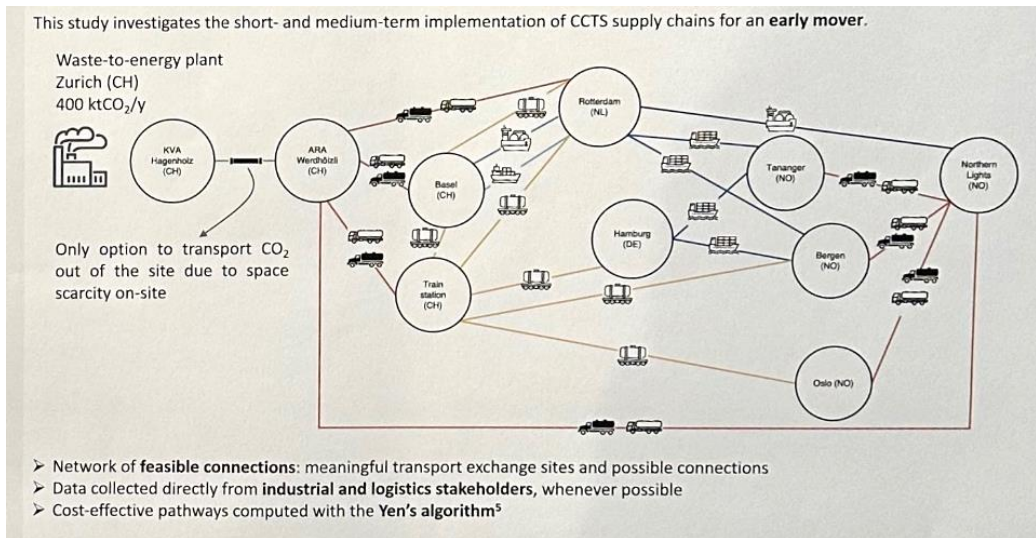 This study investigates the short- and medium-term implementation of CCTS supply chains for an early mover.
Waste-to-energy plant
Zurich (CH)
400 ktCO₂/y
KVA
Hagenholz
(CH)
ARA
Werdhölzli
(CH)
Basel
(CH)
Train
station
(CH)
Rotterdam
(NL)
Hamburg
(DE)
Tananger
(NO)
Bergen
(NO)
Oslo (NO)
Northern
Lights
(NO)
Only option to transport CO₂
out of the site due to space
scarcity on-site
➢ Network of feasible connections: meaningful transport exchange sites and possible connections
➢ Data collected directly from industrial and logistics stakeholders, whenever possible
➢ Cost-effective pathways computed with the Yen's algorithm⁵